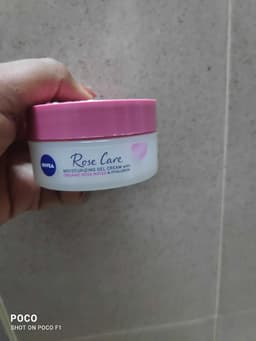 NIVEA
Rose Care
MOISTURIZING GEL CREAM WITH
ORGANIC ROSE WATER & HYALURON
POCO
SHOT ON POCO F1